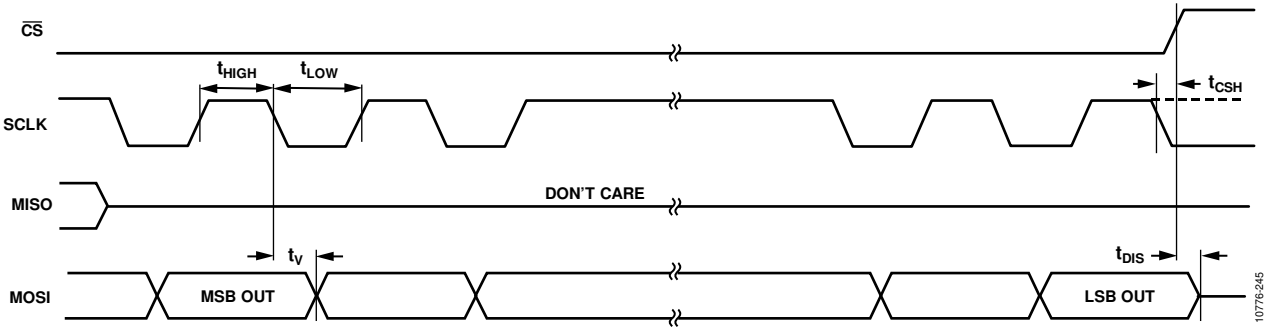 CS
tHIGH
tLOW
tCSH
SCLK
MISO
DON'T CARE
tV
tDIS
MOSI
MSB OUT
LSB OUT
10776-245